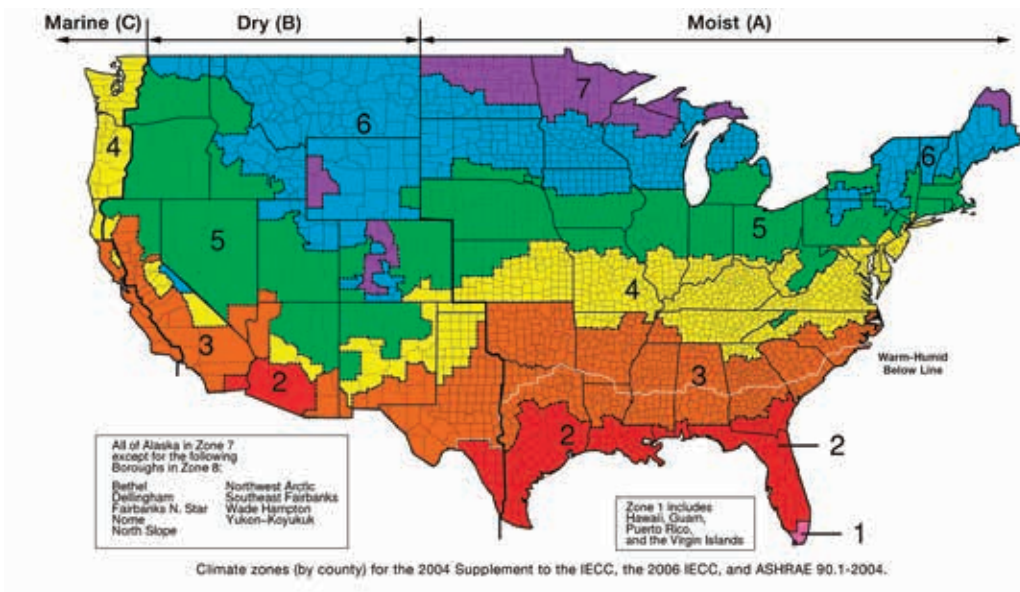 Marine (C)
Dry (B)
Moist (A)
7
6
4
6
5
5
4
3
3
2
2
Warm-Humid
Below Line
2
1
All of Alaska in Zone 7
except for the following
Boroughs in Zone 8:
Bethel
Dellingham
Fairbanks N. Star
Nome
North Slope
Northwest Arctic
Southeast Fairbanks
Wade Hampton
Yukon-Koyukuk
Zone 1 includes
Hawaii, Guam,
Puerto Rico,
and the Virgin Islands
Climate zones (by county) for the 2004 Supplement to the IECC, the 2006 IECC, and ASHRAE 90.1-2004.